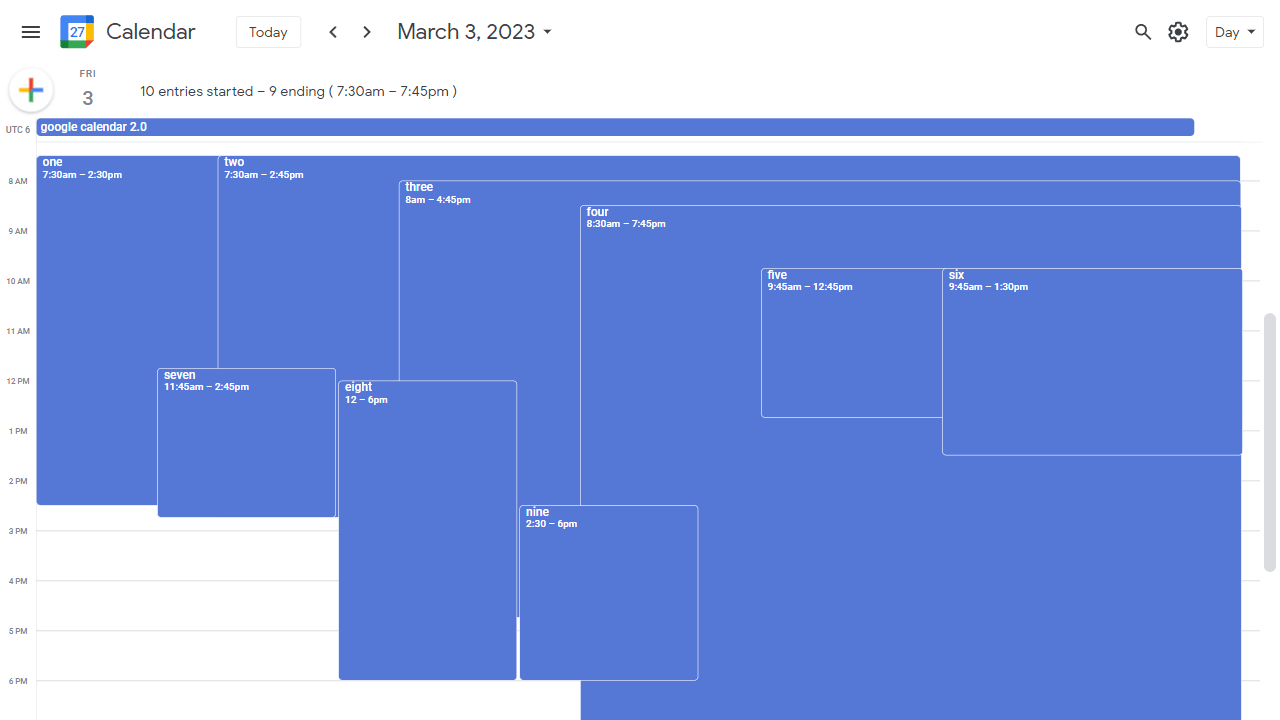 27 Calendar Today March 3, 2023 Day
FRI
3
10 entries started – 9 ending ( 7:30am – 7:45pm )
UTC 6
google calendar 2.0
one
7:30am – 2:30pm
two
7:30am – 2:45pm
8 AM
three
8am – 4:45pm
four
8:30am – 7:45pm
9 AM
five
9:45am – 12:45pm
six
9:45am – 1:30pm
10 AM
11 AM
seven
11:45am – 2:45pm
12 PM
eight
12 – 6pm
1 PM
2 PM
nine
2:30 – 6pm
3 PM
4 PM
5 PM
6 PM